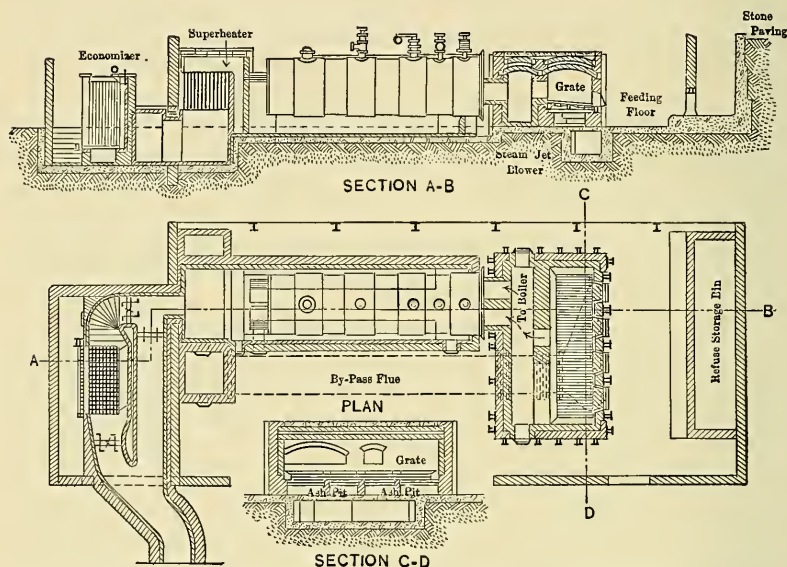 Stone
Paving
Superheater
Economizer
Grate
Feeding
Floor
Steam Jet
Blower
SECTION A-B
C
To Boiler
Refuse Storage Bin
A
B
By-Pass Flue
PLAN
Grate
Ash Pit
Ash Pit
D
SECTION C-D